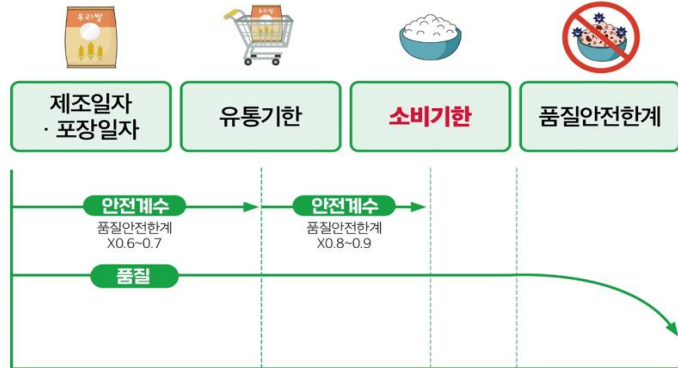 우리쌀
제조일자
· 포장일자
유통기한
소비기한
품질안전한계
안전계수
품질안전한계
X0.6~0.7
안전계수
품질안전한계
X0.8~0.9
품질